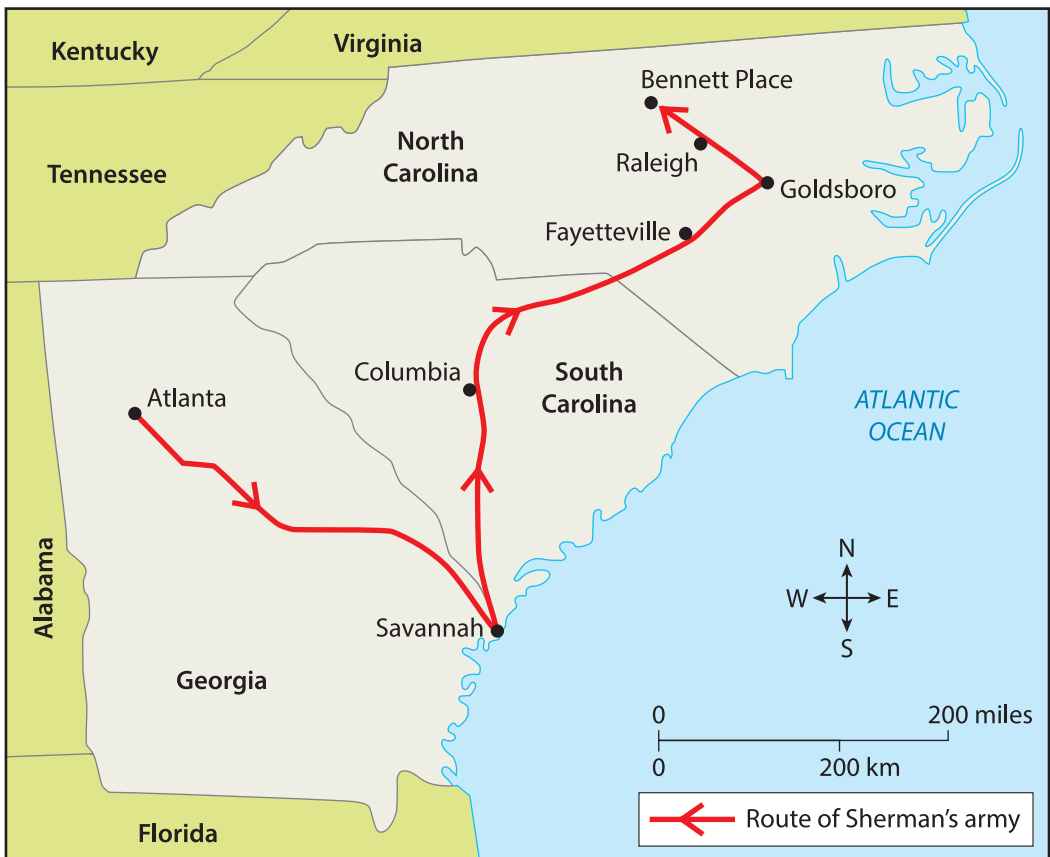 Kentucky
Virginia
Bennett Place
North
Carolina
Tennessee
Raleigh
Goldsboro
Fayetteville
Columbia
South
Carolina
Atlanta
ATLANTIC
OCEAN
Alabama
N
W
E
S
Savannah
Georgia
0
200 miles
0
200 km
Route of Sherman's army
Florida